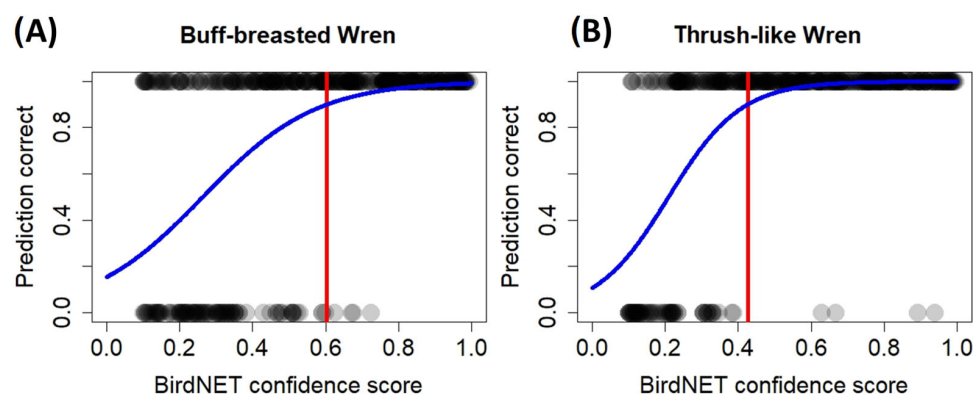 (A)
Buff-breasted Wren
Prediction correct
0.0
0.4
0.8
0.0 0.2 0.4 0.6 0.8 1.0
BirdNET confidence score
(B)
Thrush-like Wren
Prediction correct
0.0
0.4
0.8
0.0 0.2 0.4 0.6 0.8 1.0
BirdNET confidence score